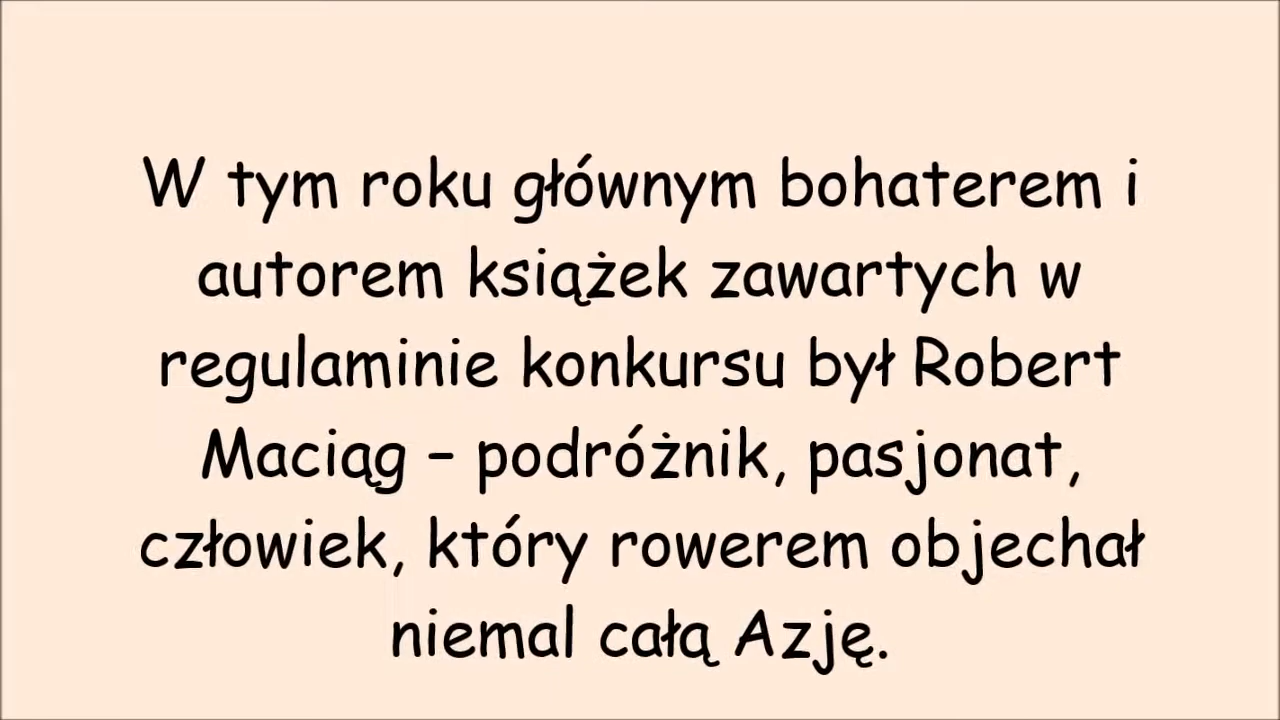 W tym roku głównym bohaterem i
autorem książek zawartych w
regulaminie konkursu był Robert
Maciąg – podróżnik, pasjonat,
człowiek, który rowerem objechał
niemal całą Azję.